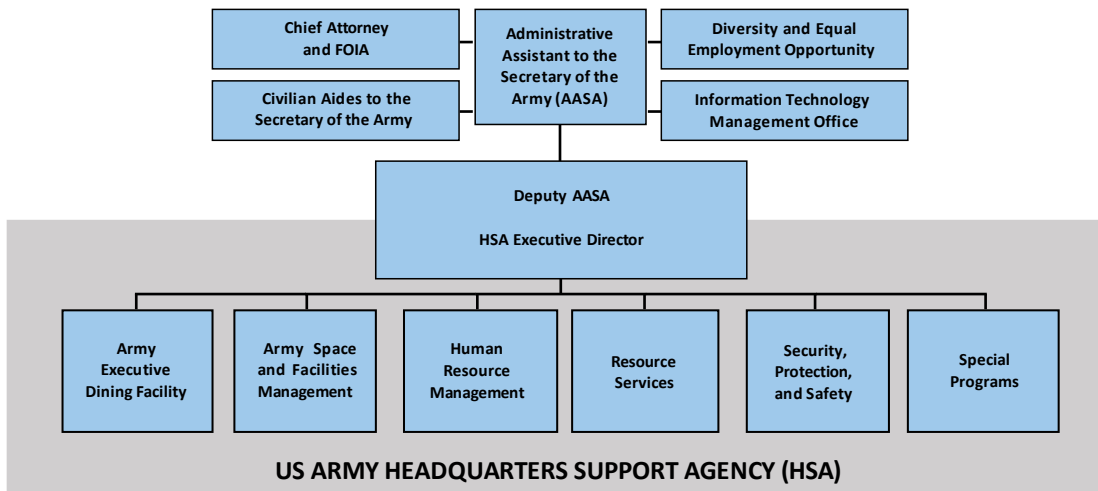 Chief Attorney
and FOIA
Administrative
Assistant to the
Secretary of the
Army (AASA)
Diversity and Equal
Employment Opportunity
Civilian Aides to the
Secretary of the Army
Information Technology
Management Office
Deputy AASA
HSA Executive Director
Army
Executive
Dining Facility
Army Space
and Facilities
Management
Human
Resource
Management
Resource
Services
Security,
Protection,
and Safety
Special
Programs
US ARMY HEADQUARTERS SUPPORT AGENCY (HSA)